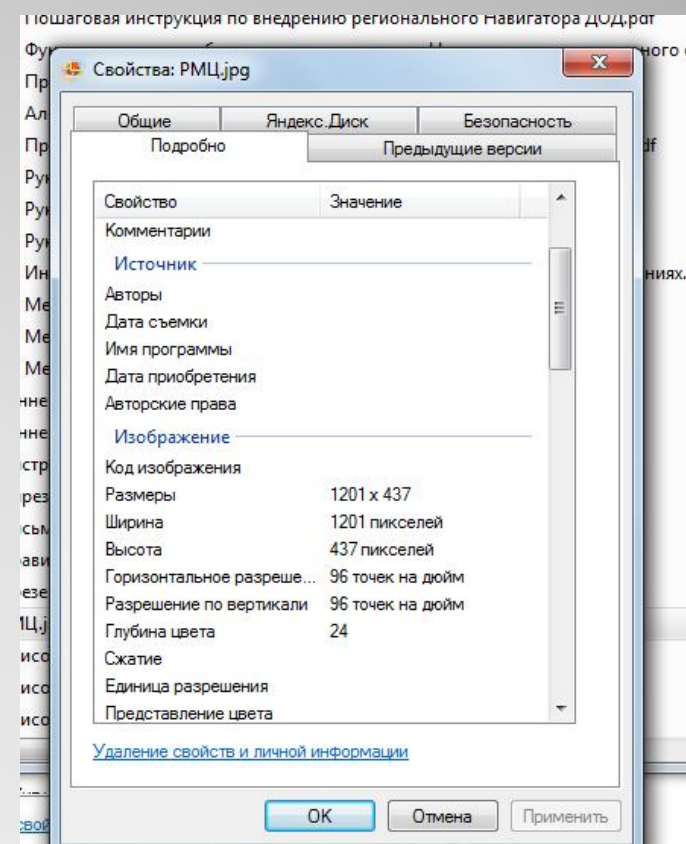 Пошаговая инструкция по внедрению регионального Навигатора ДОД.pdf
Свойства: РМЦ.jpg
Общие Яндекс.Диск Безопасность
Подробно Предыдущие версии
Свойство Значение
Комментарии
Источник
Авторы
Дата съемки
Имя программы
Дата приобретения
Авторские права
Изображение
Код изображения
Размеры 1201 x 437
Ширина 1201 пикселей
Высота 437 пикселей
Горизонтальное разреше... 96 точек на дюйм
Разрешение по вертикали 96 точек на дюйм
Глубина цвета 24
Сжатие
Единица разрешения
Представление цвета
Удаление свойств и личной информации
OK Отмена Применить